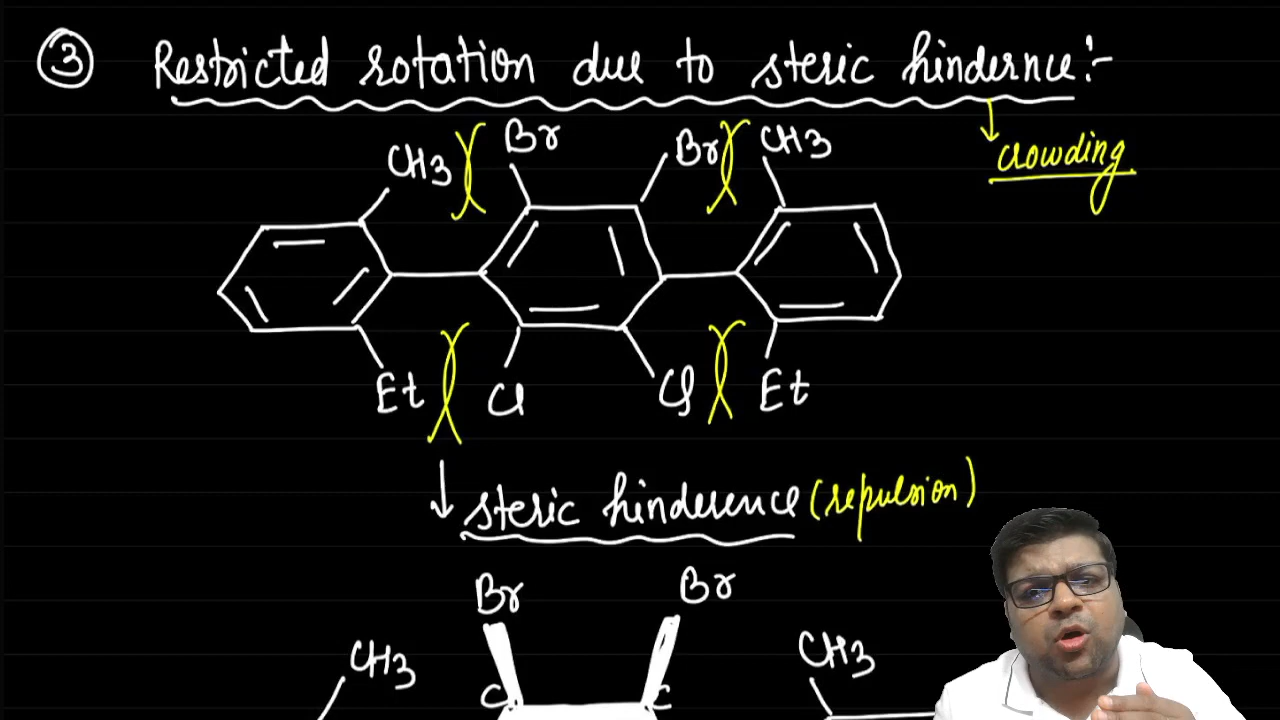 ③ Restricted rotation due to steric hindernce:-
crowding
CH3 Br Br CH3
Et Cl Cl Et
steric hinderence (repulsion)
Br Br
CH3 CH3
C C